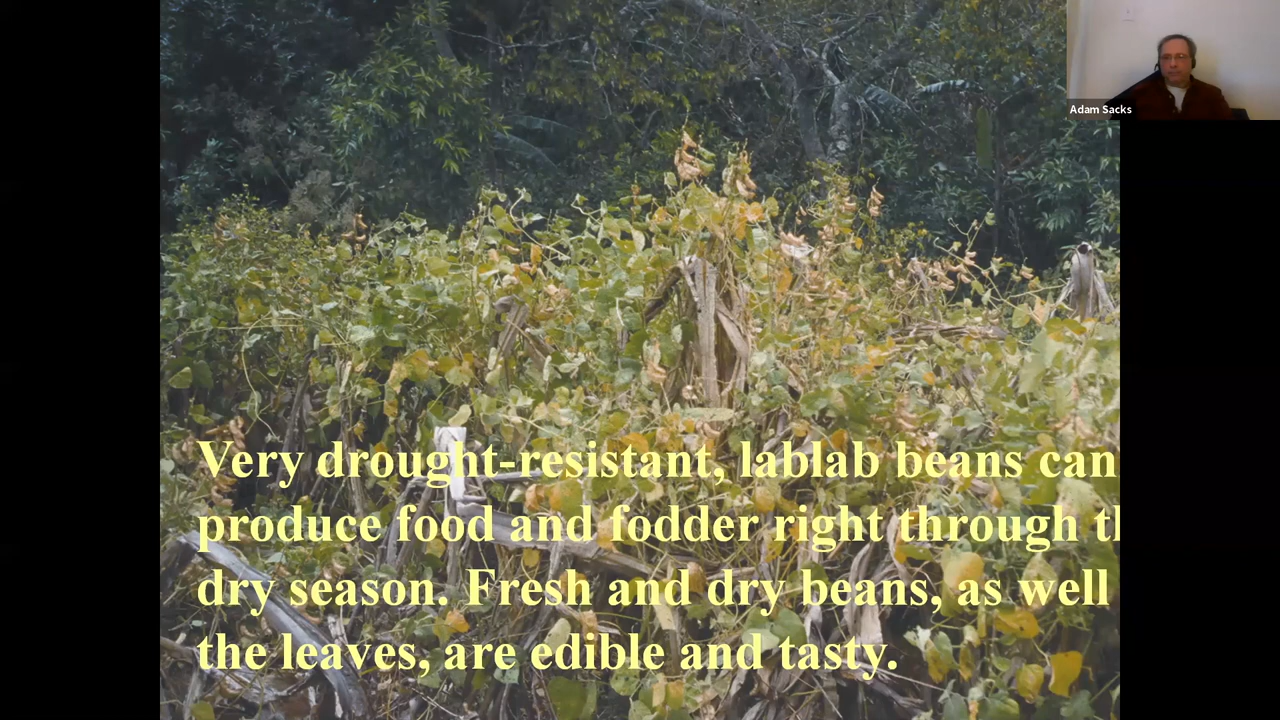 Adam Sacks
Very drought-resistant, lablab beans can
produce food and fodder right through
dry season. Fresh and dry beans, as well
the leaves, are edible and tasty.